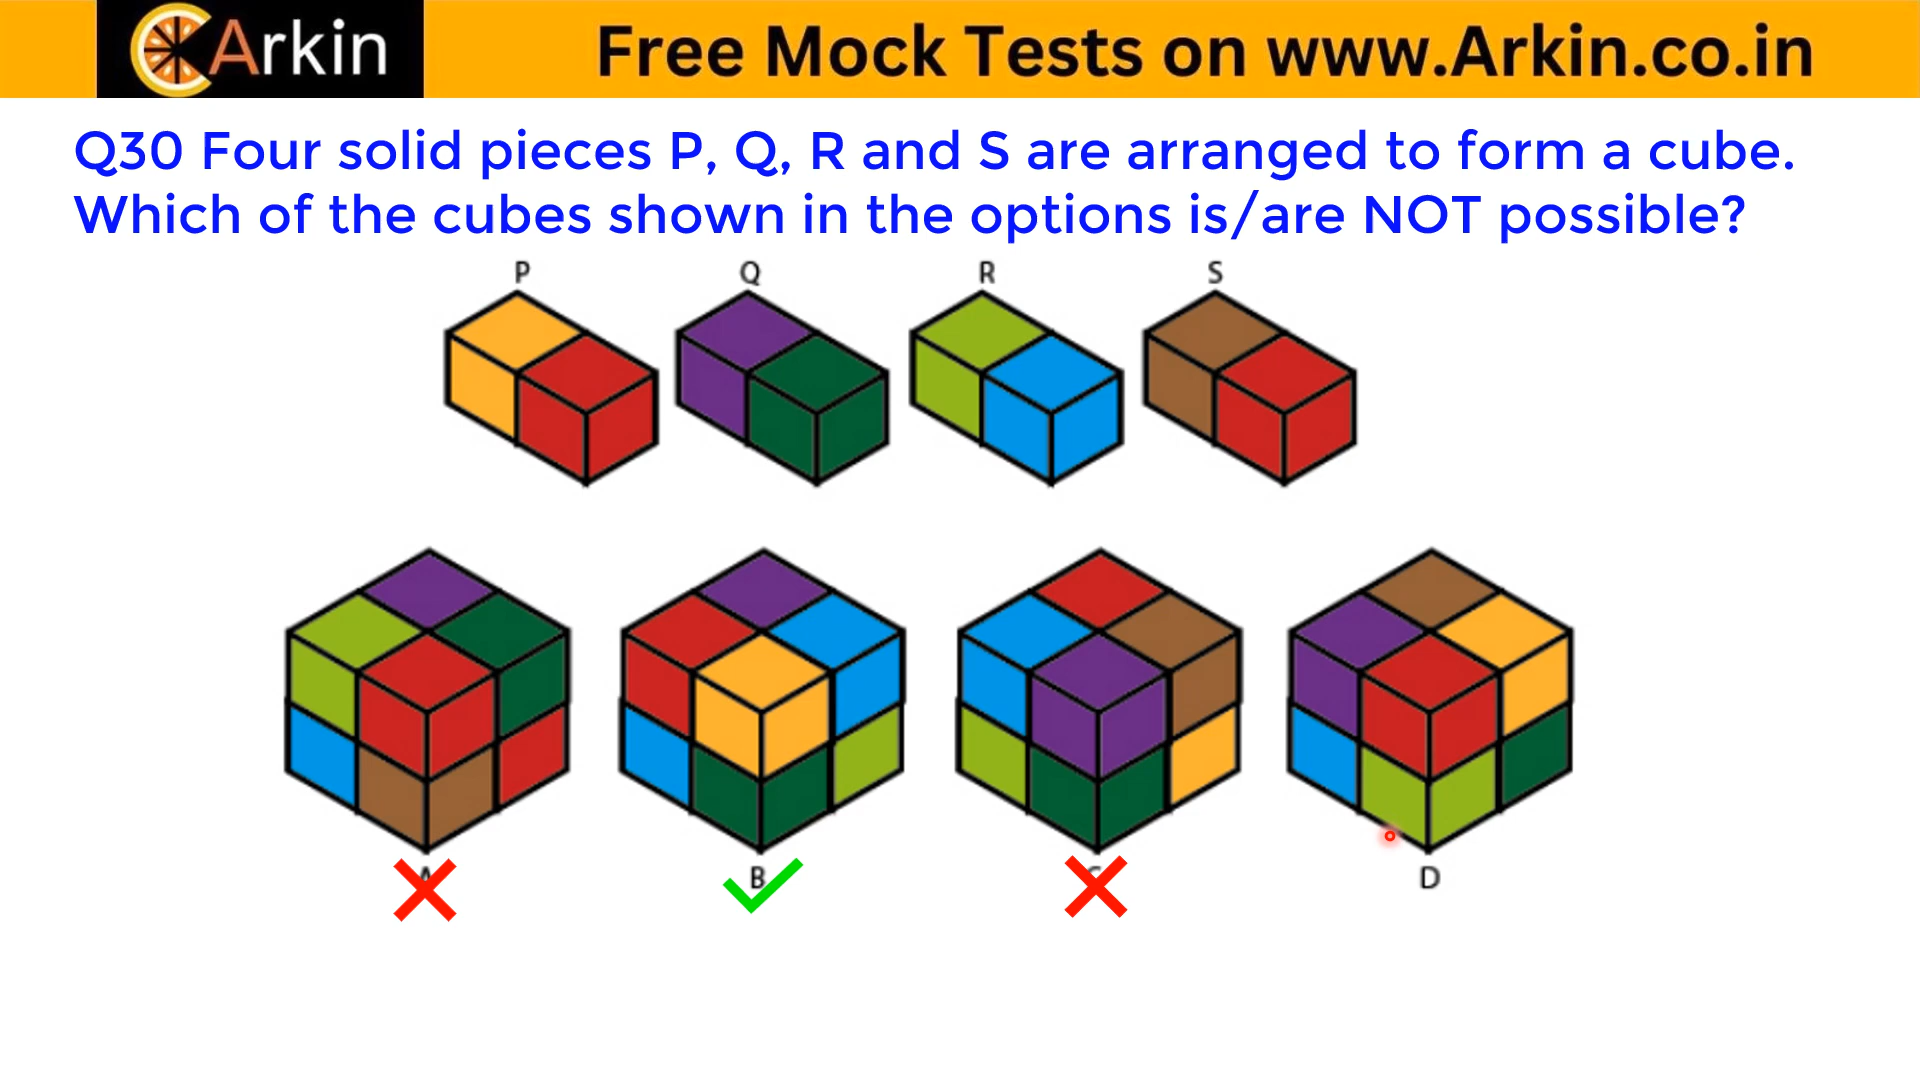 Arkin
Free Mock Tests on www.Arkin.co.in
Q30 Four solid pieces P, Q, R and S are arranged to form a cube.
Which of the cubes shown in the options is/are NOT possible?
P Q R S
B D